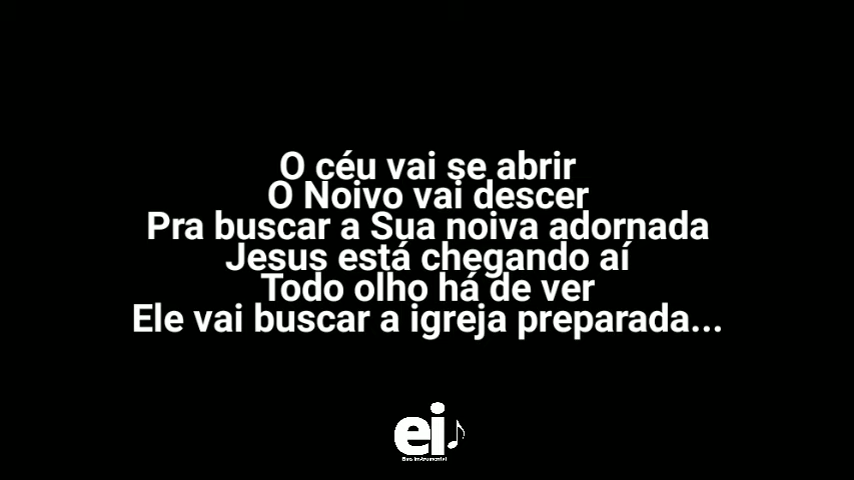 O céu vai se abrir
O Noivo vai descer
Pra buscar a Sua noiva adornada
Jesus está chegando aí
Todo olho há de ver
Ele vai buscar a igreja preparada...
ei